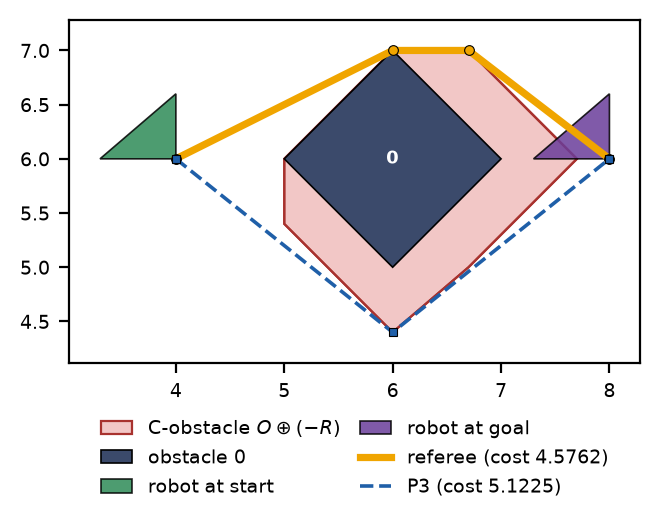 7.0
6.5
6.0
5.5
5.0
4.5
0
4 5 6 7 8
C-obstacle O ⊕ (−R)
obstacle 0
robot at start
robot at goal
referee (cost 4.5762)
P3 (cost 5.1225)